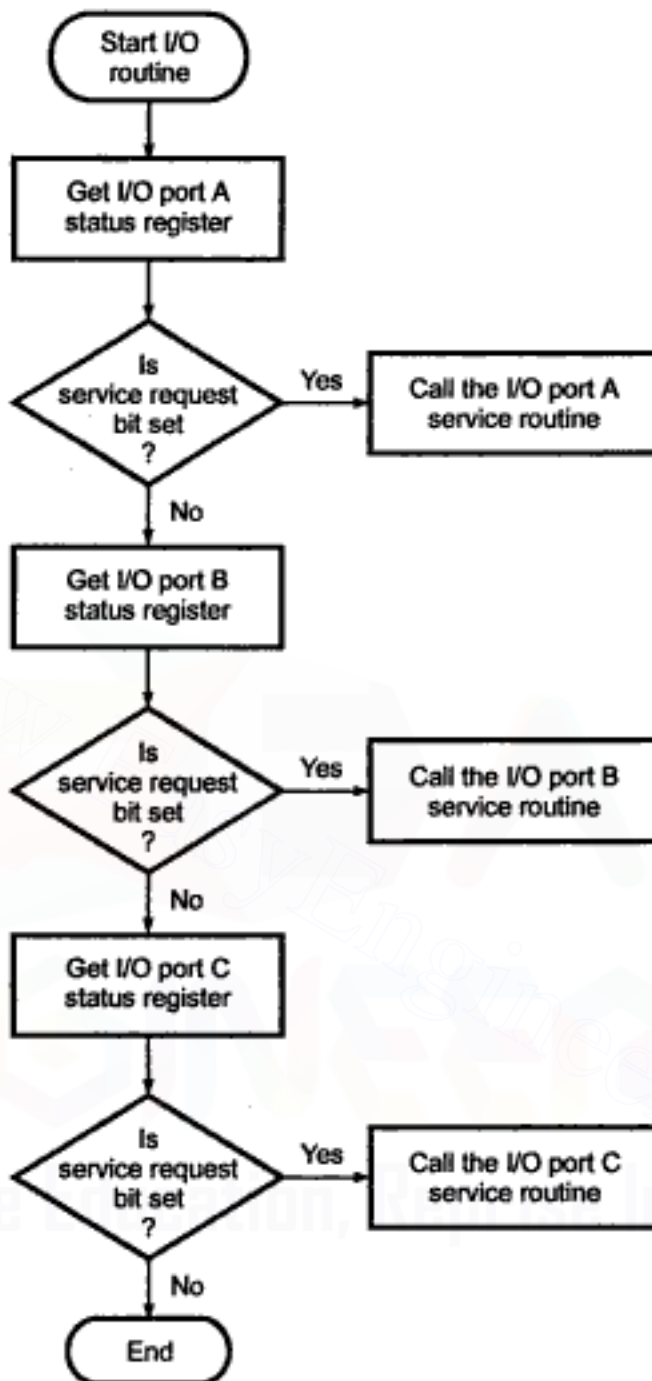 Start I/O
routine
Get I/O port A
status register
Is
service request
bit set
?
Yes
Call the I/O port A
service routine
No
Get I/O port B
status register
Is
service request
bit set
?
Yes
Call the I/O port B
service routine
No
Get I/O port C
status register
Is
service request
bit set
?
Yes
Call the I/O port C
service routine
No
End